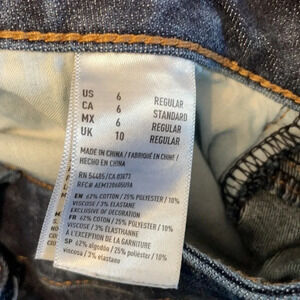 US 6 REGULAR
CA 6 STANDARD
MX 6 REGULAR
UK 10 REGULAR
MADE IN CHINA / FABRIQUÉ EN CHINE /
HECHO EN CHINA
RN 54485/CA 03873
EN 62% COTTON / 25% POLYESTER / 10%
VISCOSE / 3% ELASTANE
EXCLUSIVE OF DECORATION
FR 62% COTON / 25% POLYESTER / 10%
VISCOSE / 3% ÉLASTHANNE
À L'EXCEPTION DE LA GARNITURE
SP 62% algodón / 25% poliéster / 10%
viscosa / 3% elastane